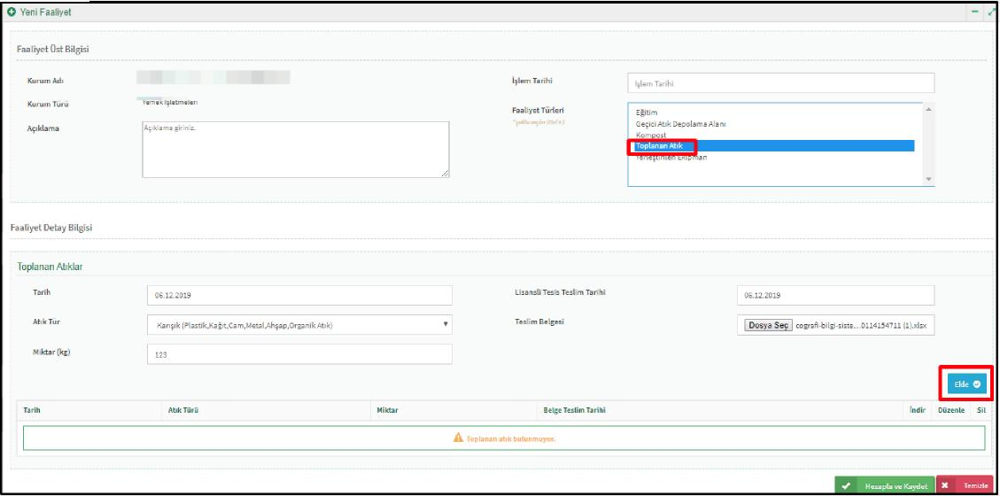 Yeni Faaliyet
Faaliyet Üst Bilgisi
Kurum Adı
İşlem Tarihi
İşlem Tarihi
Kurum Türü
Yemek İşletmeleri
Faaliyet Türleri
Açıklama
Açıklama giriniz.
Eğitim
Geçici Atık Depolama Alanı
Kompost
Toplanan Atık
Yerleştirilen Ekipman
Faaliyet Detay Bilgisi
Toplanan Atıklar
Tarih
06.12.2019
Lisanslı Tesis Teslim Tarihi
06.12.2019
Atık Tür
Karışık (Plastik,Kağıt,Cam,Metal,Ahşap,Organik Atık)
Teslim Belgesi
Dosya Seç cografi-bilgi-siste...0114154711 (1).xlsx
Miktar (kg)
123
Ekle
Tarih Atık Türü Miktar Belge Teslim Tarihi İndir Düzenle Sil
Toplanan atık bulunmuyor.
Hesapla ve Kaydet Temizle